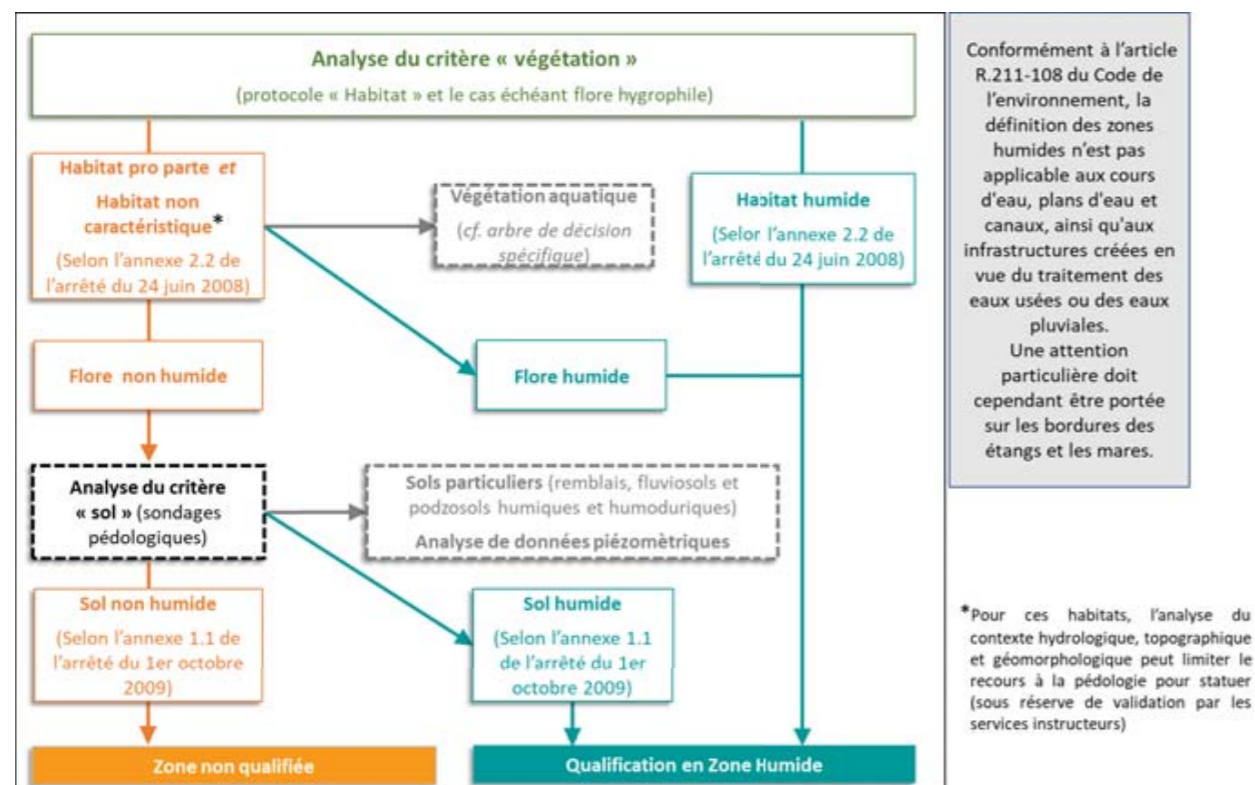 Analyse du critère « végétation »
(protocole « Habitat » et le cas échéant flore hygrophile)
Habitat pro parte et
Habitat non
caractéristique*
(Selon l'annexe 2.2 de
l'arrêté du 24 juin 2008)
Végétation aquatique
(cf. arbre de décision
spécifique)
Habitat humide
(Selon l'annexe 2.2 de
l'arrêté du 24 juin 2008)
Flore non humide
Flore humide
Analyse du critère
« sol » (sondages
pédologiques)
Sols particuliers (remblais, fluviosols et
podzosols humiques et humoduriques)
Analyse de données piézomètriques
Sol non humide
(Selon l'annexe 1.1 de
l'arrêté du 1er octobre
2009)
Sol humide
(Selon l'annexe 1.1
de l'arrêté du 1er
octobre 2009)
Zone non qualifiée
Qualification en Zone Humide
Conformément à l'article
R.211-108 du Code de
l'environnement, la
définition des zones
humides n'est pas
applicable aux cours
d'eau, plans d'eau et
canaux, ainsi qu'aux
infrastructures créées en
vue du traitement des
eaux usées ou des eaux
pluviales.
Une attention
particulière doit
cependant être portée
sur les bordures des
étangs et les mares.
*Pour ces habitats, l'analyse du
contexte hydrologique, topographique
et géomorphologique peut limiter le
recours à la pédologie pour statuer
(sous réserve de validation par les
services instructeurs)